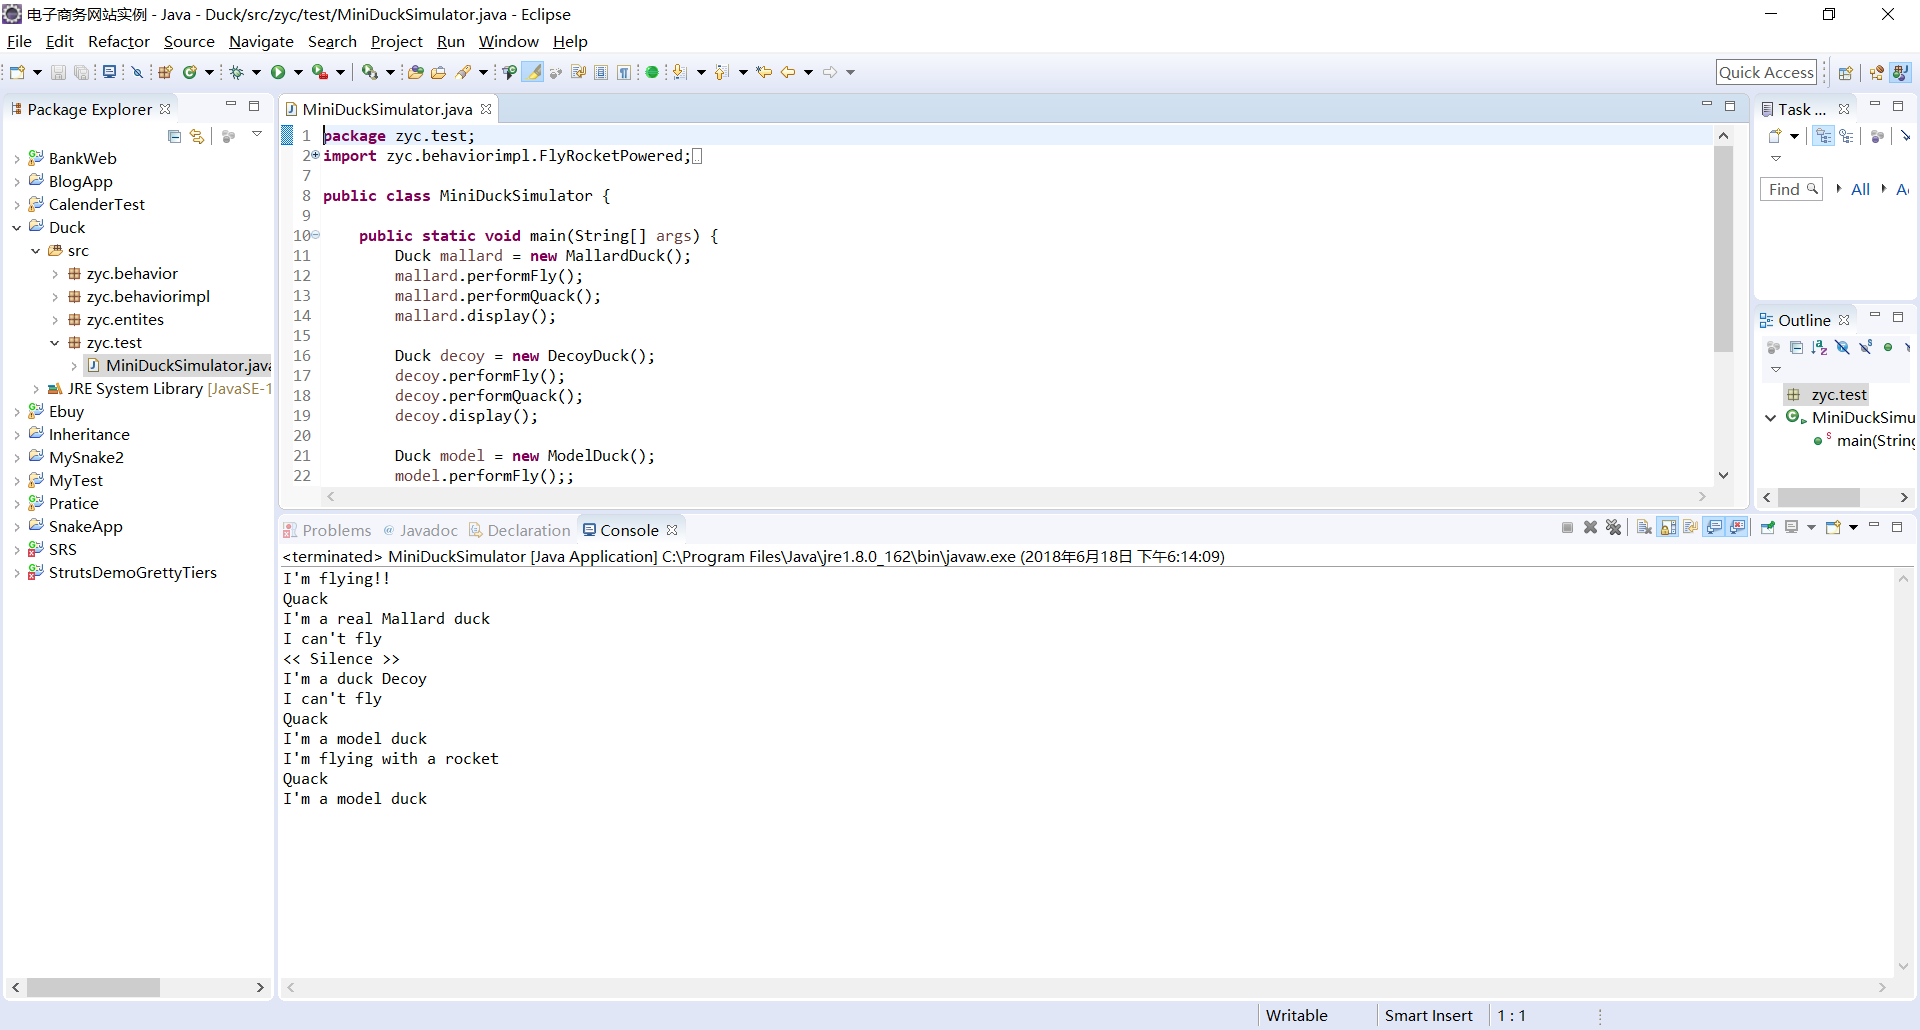 电子商务网站实例 - Java - Duck/src/zyc/test/MiniDuckSimulator.java - Eclipse
File Edit Refactor Source Navigate Search Project Run Window Help
Quick Access
Package Explorer
BankWeb
BlogApp
CalenderTest
Duck
src
zyc.behavior
zyc.behaviorimpl
zyc.entites
zyc.test
MiniDuckSimulator.java
JRE System Library [JavaSE-1
Ebuy
Inheritance
MySnake2
MyTest
Pratice
SnakeApp
SRS
StrutsDemoGrettyTiers
MiniDuckSimulator.java
1 package zyc.test;
2 import zyc.behaviorimpl.FlyRocketPowered;
7
8 public class MiniDuckSimulator {
9
10 public static void main(String[] args) {
11 Duck mallard = new MallardDuck();
12 mallard.performFly();
13 mallard.performQuack();
14 mallard.display();
15
16 Duck decoy = new DecoyDuck();
17 decoy.performFly();
18 decoy.performQuack();
19 decoy.display();
20
21 Duck model = new ModelDuck();
22 model.performFly();;
Task ...
Find All
Outline
zyc.test
MiniDuckSimu
main(String
Problems Javadoc Declaration Console
<terminated> MiniDuckSimulator [Java Application] C:\Program Files\Java\jre1.8.0_162\bin\javaw.exe (2018年6月18日 下午6:14:09)
I'm flying!!
Quack
I'm a real Mallard duck
I can't fly
<< Silence >>
I'm a duck Decoy
I can't fly
Quack
I'm a model duck
I'm flying with a rocket
Quack
I'm a model duck
Writable Smart Insert 1 : 1